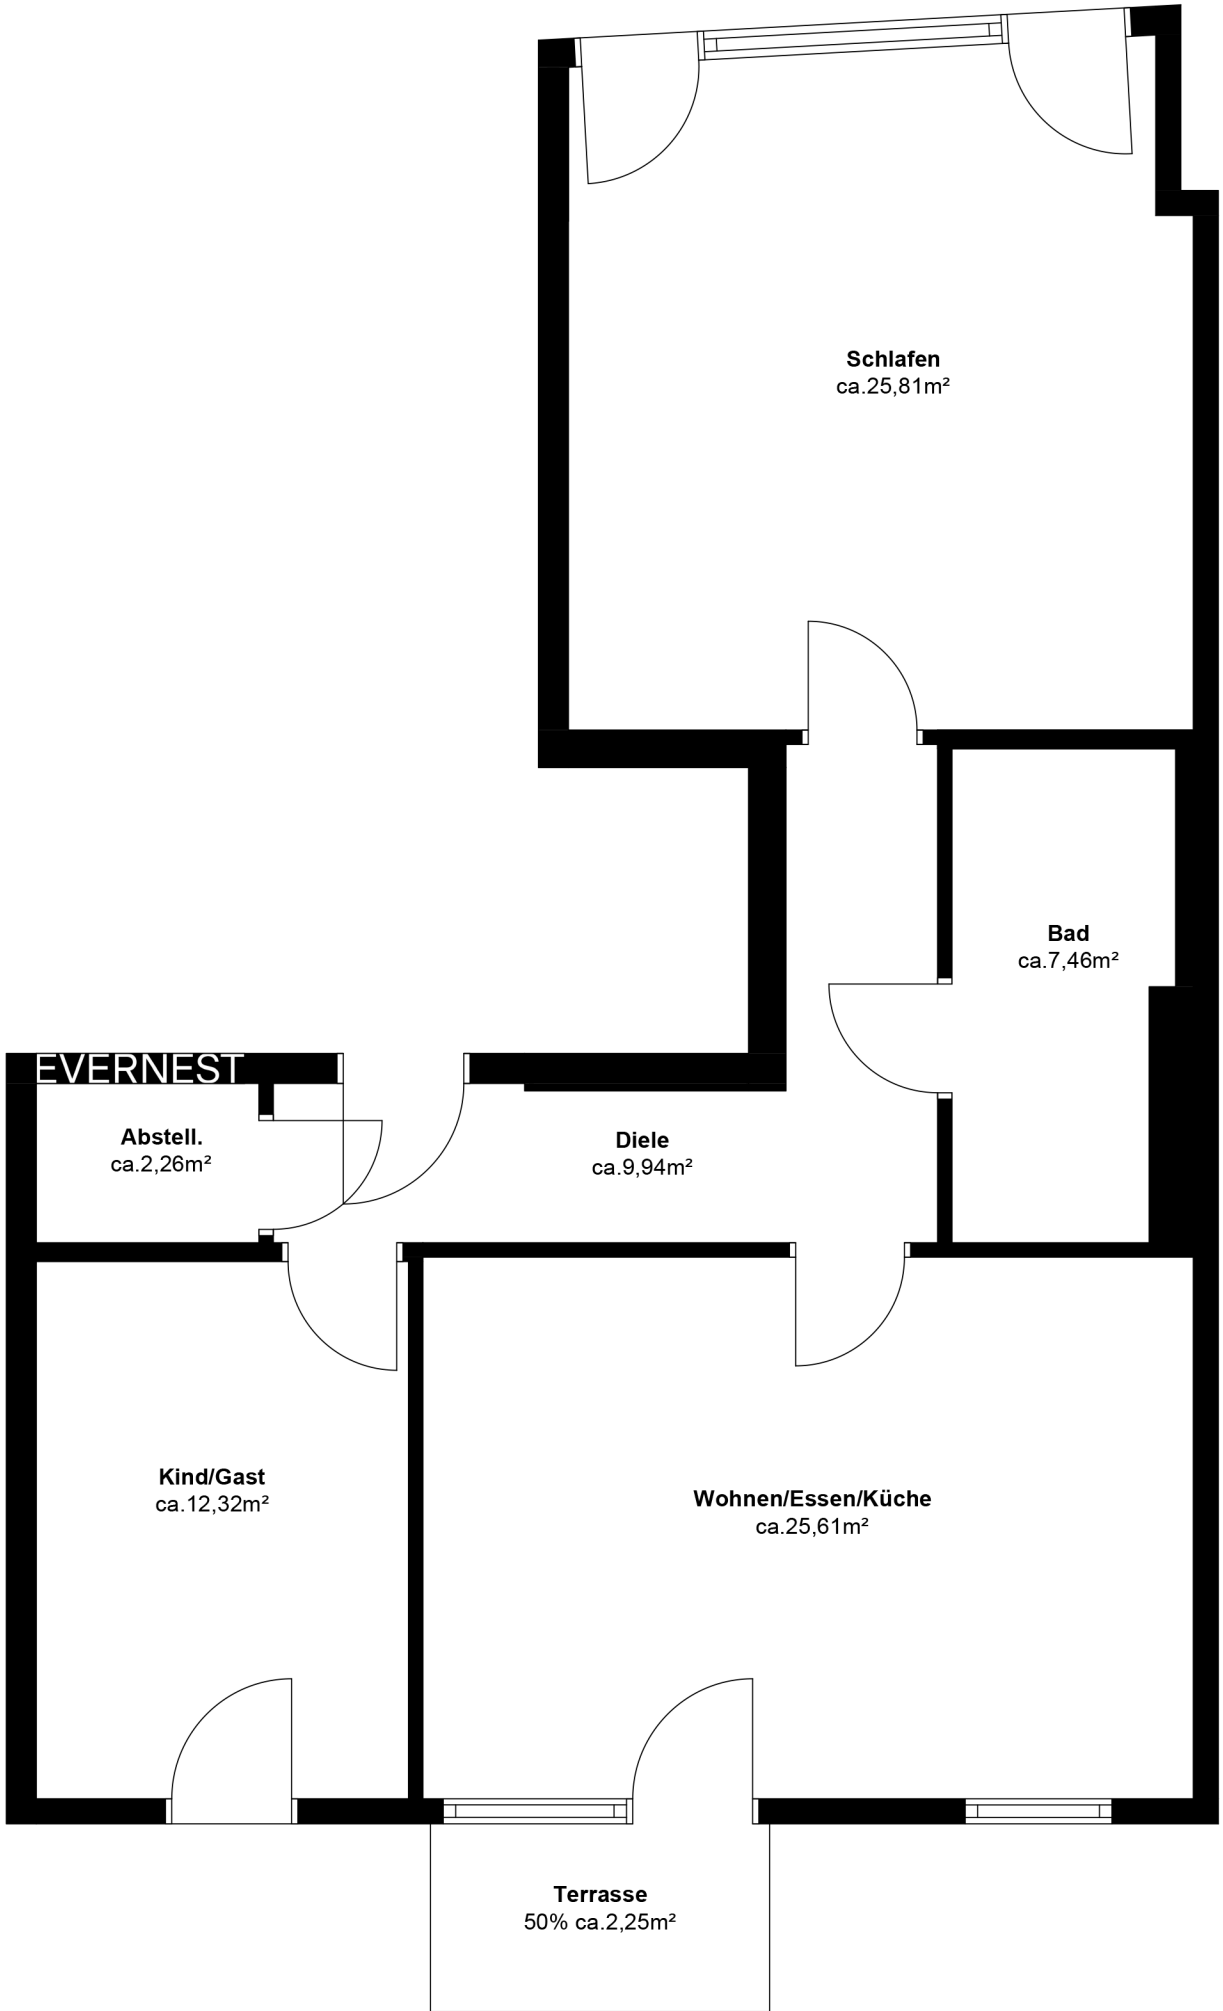 Schlafen
ca.25,81m²
Bad
ca.7,46m²
EVERNEST
Abstell.
ca.2,26m²
Diele
ca.9,94m²
Kind/Gast
ca.12,32m²
Wohnen/Essen/Küche
ca.25,61m²
Terrasse
50% ca.2,25m²